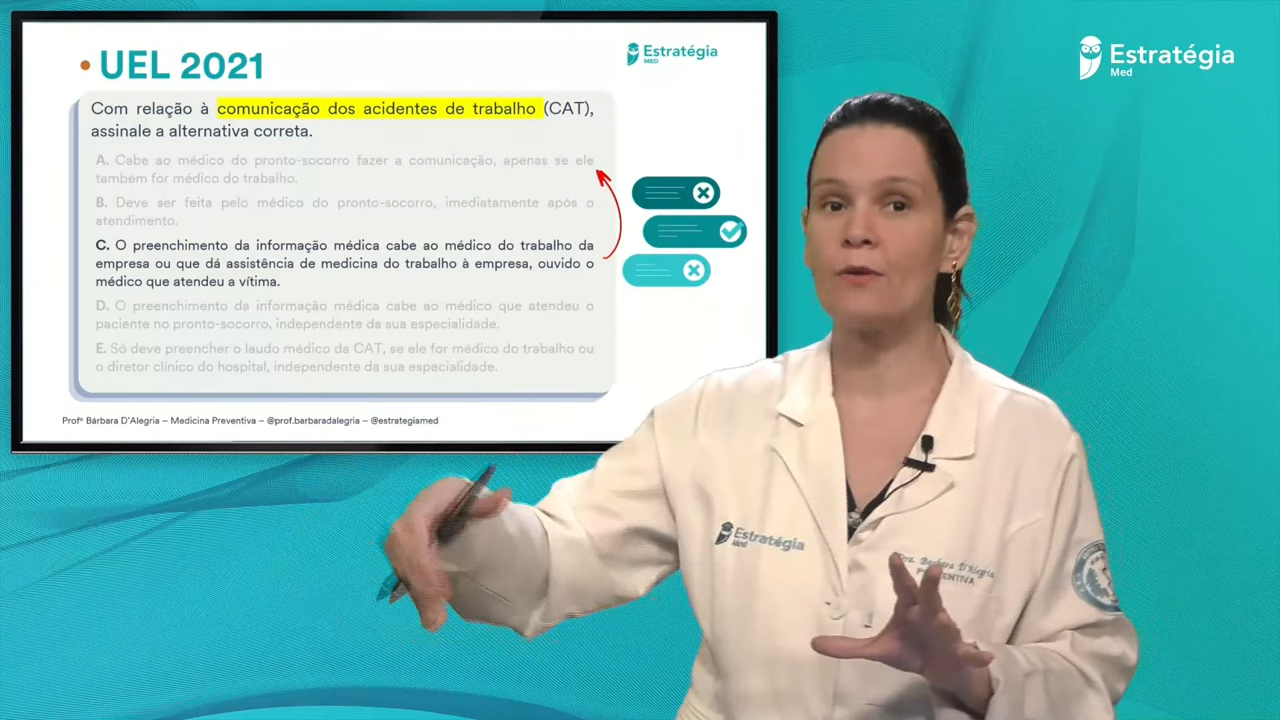 • UEL 2021
Estratégia
MED
Com relação à comunicação dos acidentes de trabalho (CAT),
assinale a alternativa correta.
A. Cabe ao médico do pronto-socorro fazer a comunicação, apenas se ele
também for médico do trabalho.
B. Deve ser feita pelo médico do pronto-socorro, imediatamente após o
atendimento.
C. O preenchimento da informação médica cabe ao médico do trabalho da
empresa ou que dá assistência de medicina do trabalho à empresa, ouvido o
médico que atendeu a vítima.
D. O preenchimento da informação médica cabe ao médico que atendeu o
paciente no pronto-socorro, independente da sua especialidade.
E. Só deve preencher o laudo médico da CAT, se ele for médico do trabalho ou
o diretor clínico do hospital, independente da sua especialidade.
Profª Bárbara D'Alegria – Medicina Preventiva – @prof.barbaradalegria – @estrategiamed
Estratégia
Med
Estratégia
Med
Dra. Barbara D'Alegria
PREVENTIVA